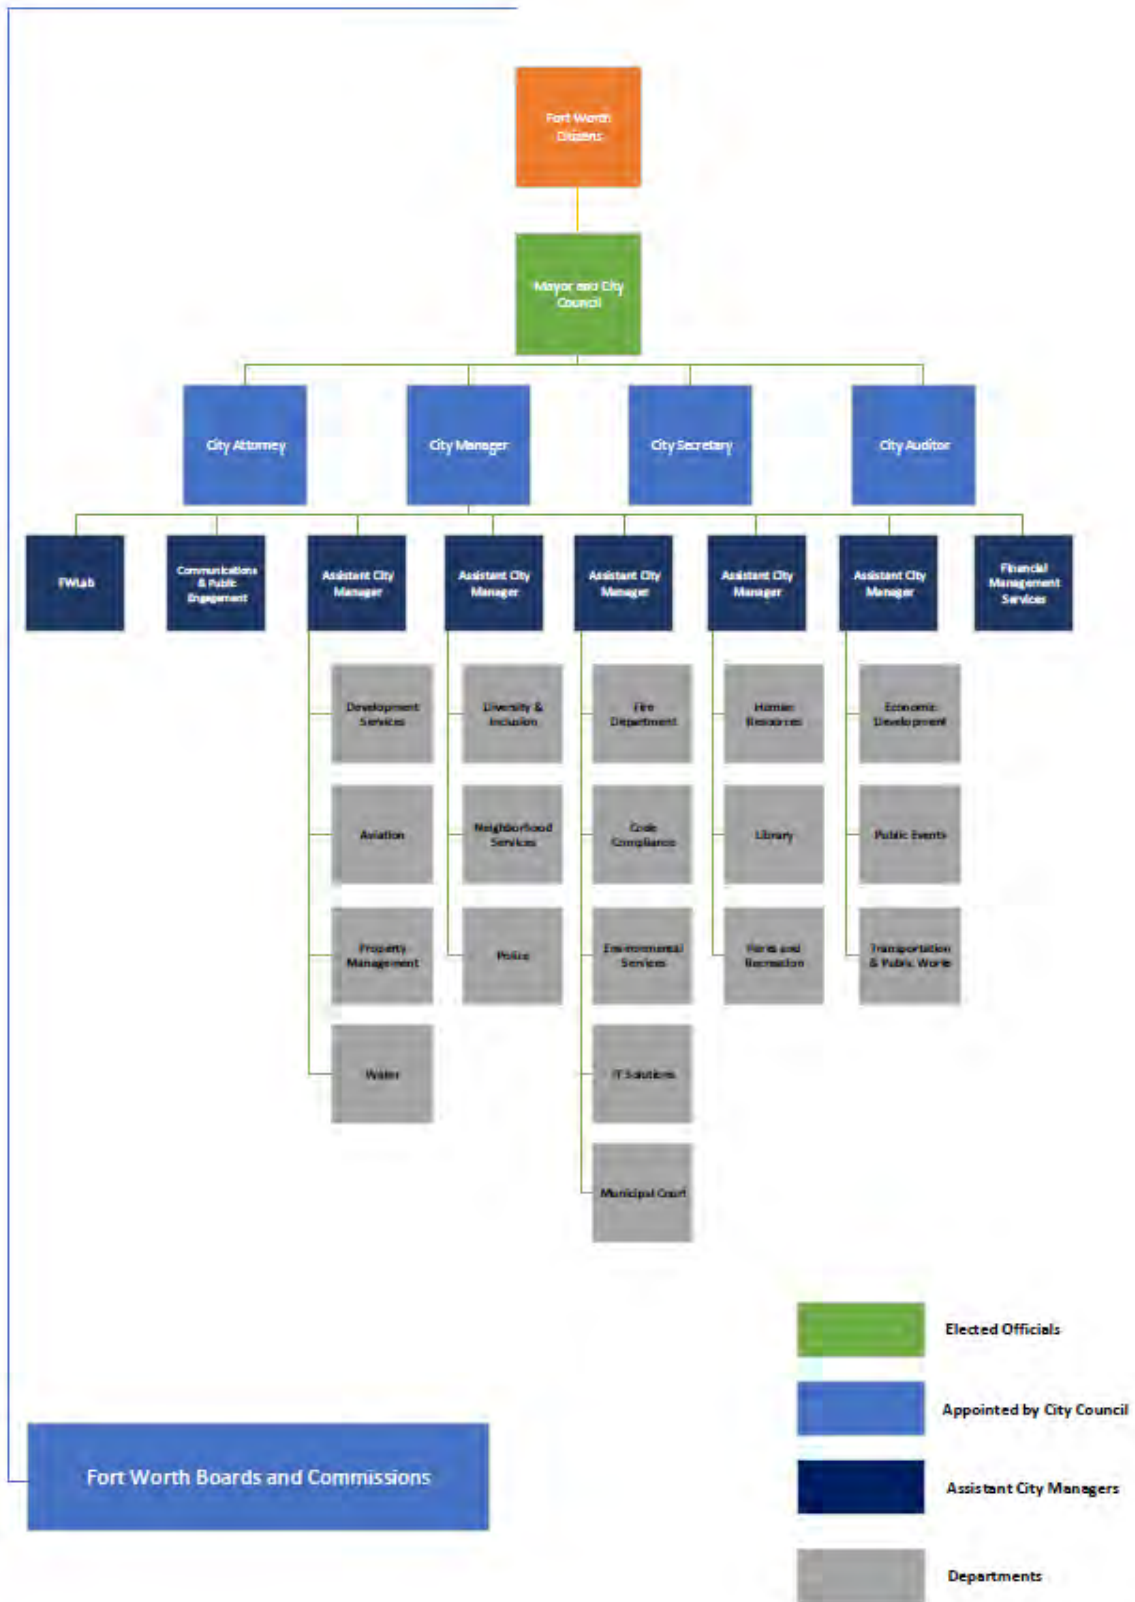 Fort Worth
Citizens
Mayor and City
Council
City Attorney
City Manager
City Secretary
City Auditor
FWLab
Communications
& Public
Engagement
Assistant City
Manager
Assistant City
Manager
Assistant City
Manager
Assistant City
Manager
Assistant City
Manager
Financial
Management
Services
Development
Services
Diversity &
Inclusion
Fire
Department
Human
Resources
Economic
Development
Aviation
Neighborhood
Services
Code
Compliance
Library
Public Events
Property
Management
Police
Environmental
Services
Parks and
Recreation
Transportation
& Public Works
Water
IT Solutions
Municipal Court
Elected Officials
Appointed by City Council
Fort Worth Boards and Commissions
Assistant City Managers
Departments